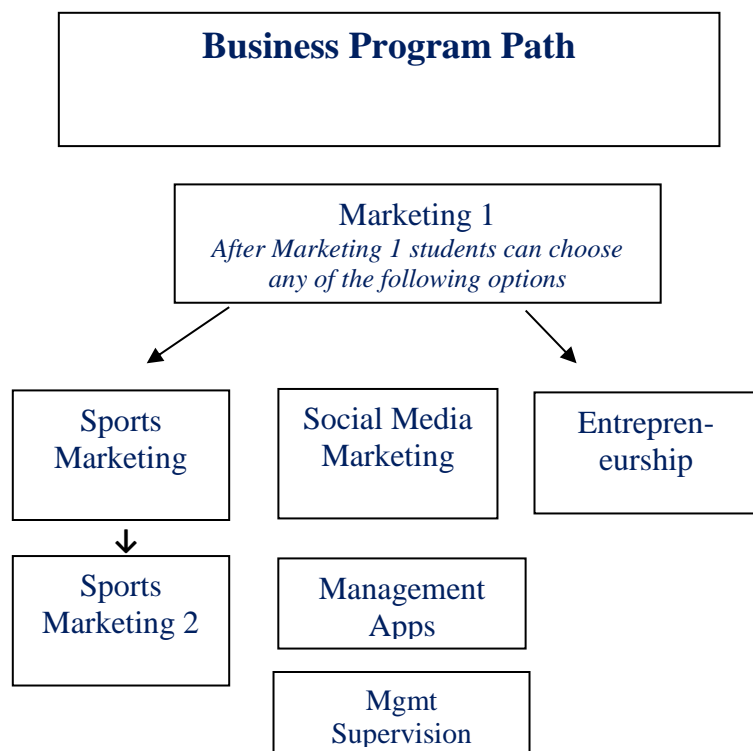 Business Program Path
Marketing 1
After Marketing 1 students can choose
any of the following options
Sports
Marketing
Social Media
Marketing
Entrepren-
eurship
Sports
Marketing 2
Management
Apps
Mgmt
Supervision